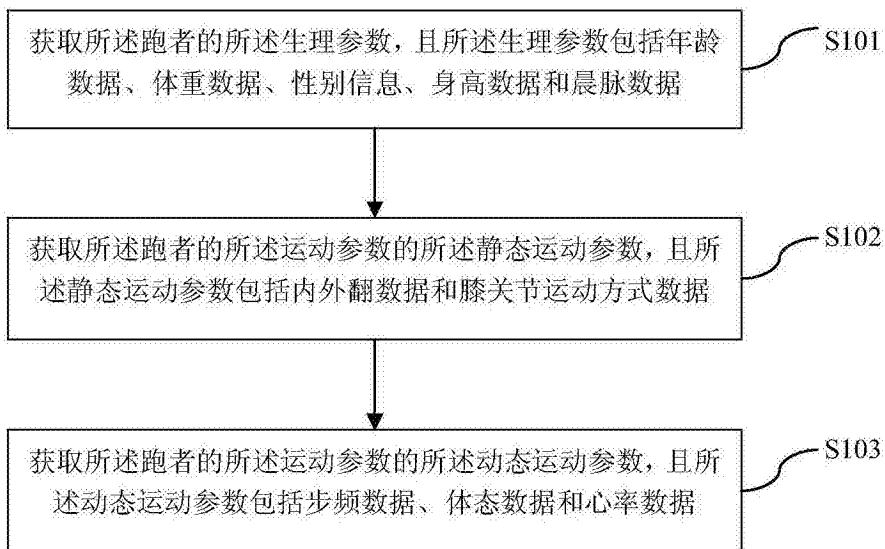 获取所述跑者的所述生理参数，且所述生理参数包括年龄
数据、体重数据、性别信息、身高数据和晨脉数据
S101
获取所述跑者的所述运动参数的所述静态运动参数，且所
述静态运动参数包括内外翻数据和膝关节运动方式数据
S102
获取所述跑者的所述运动参数的所述动态运动参数，且所
述动态运动参数包括步频数据、体态数据和心率数据
S103